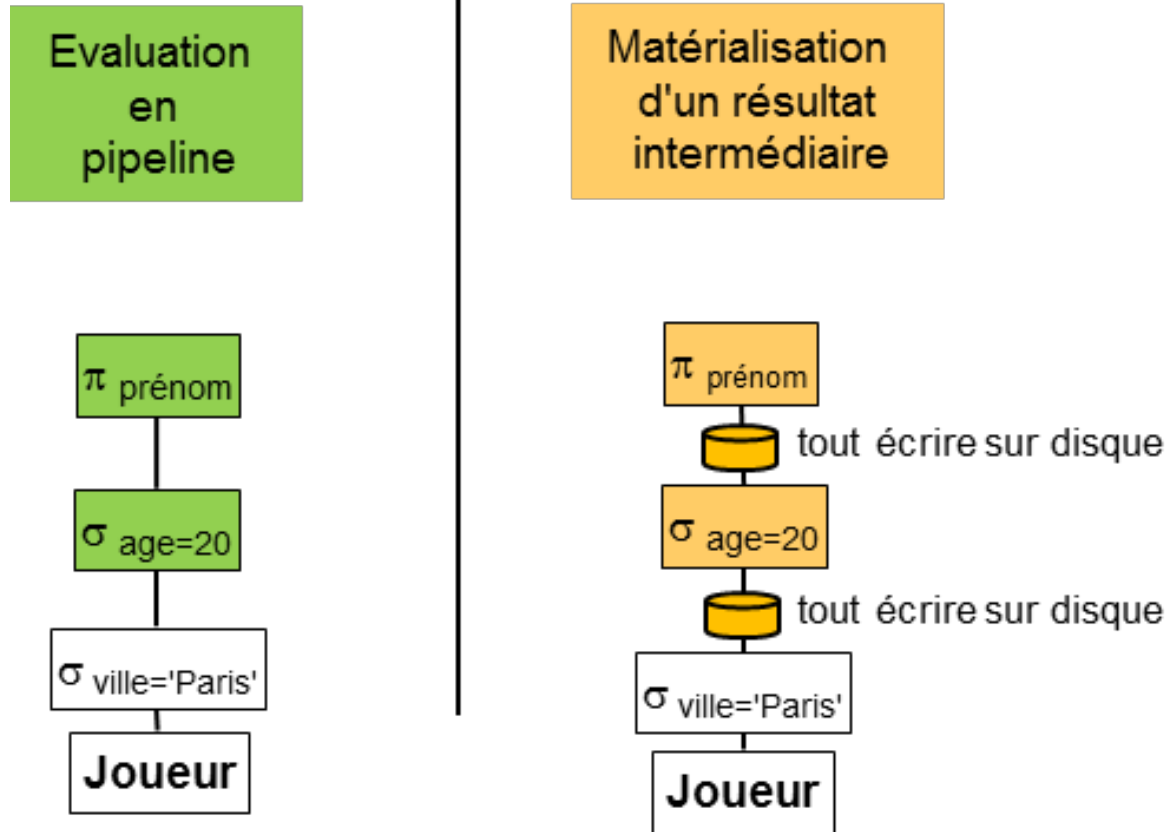 Evaluation
en
pipeline
π prénom
σ age=20
σ ville='Paris'
Joueur
Matérialisation
d'un résultat
intermédiaire
π prénom
tout écrire sur disque
σ age=20
tout écrire sur disque
σ ville='Paris'
Joueur